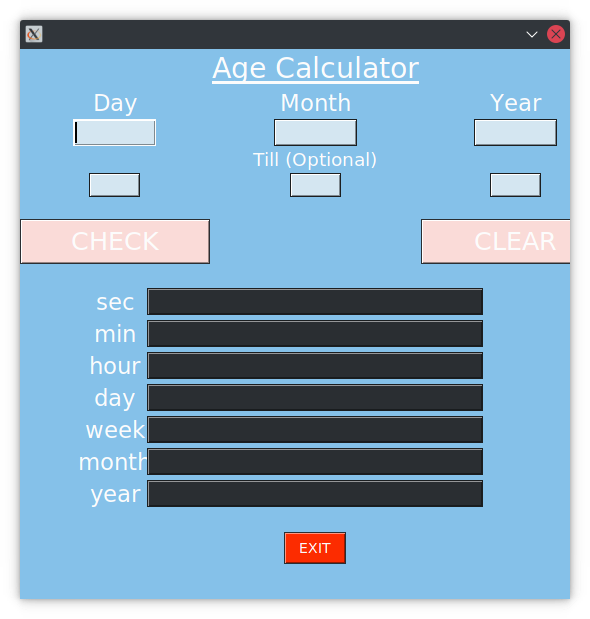 Age Calculator
Day Month Year
Till (Optional)
CHECK CLEAR
sec
min
hour
day
week
month
year
EXIT